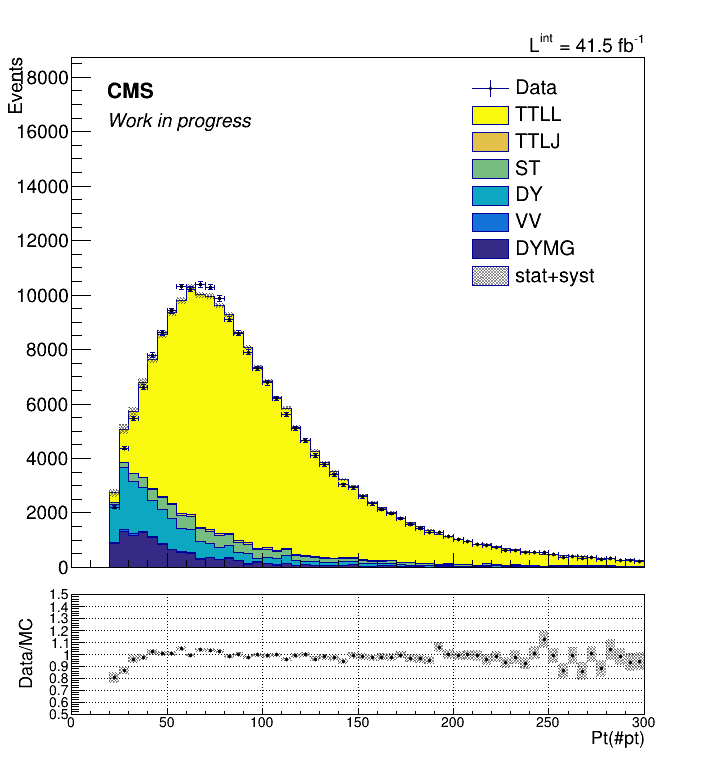 L^int = 41.5 fb^-1
Events
18000
16000
14000
12000
10000
8000
6000
4000
2000
0
CMS
Work in progress
Data
TTLL
TTLJ
ST
DY
VV
DYMG
stat+syst
Data/MC
1.5
1.4
1.3
1.2
1.1
1
0.9
0.8
0.7
0.6
0.5
0 50 100 150 200 250 300
Pt(#pt)